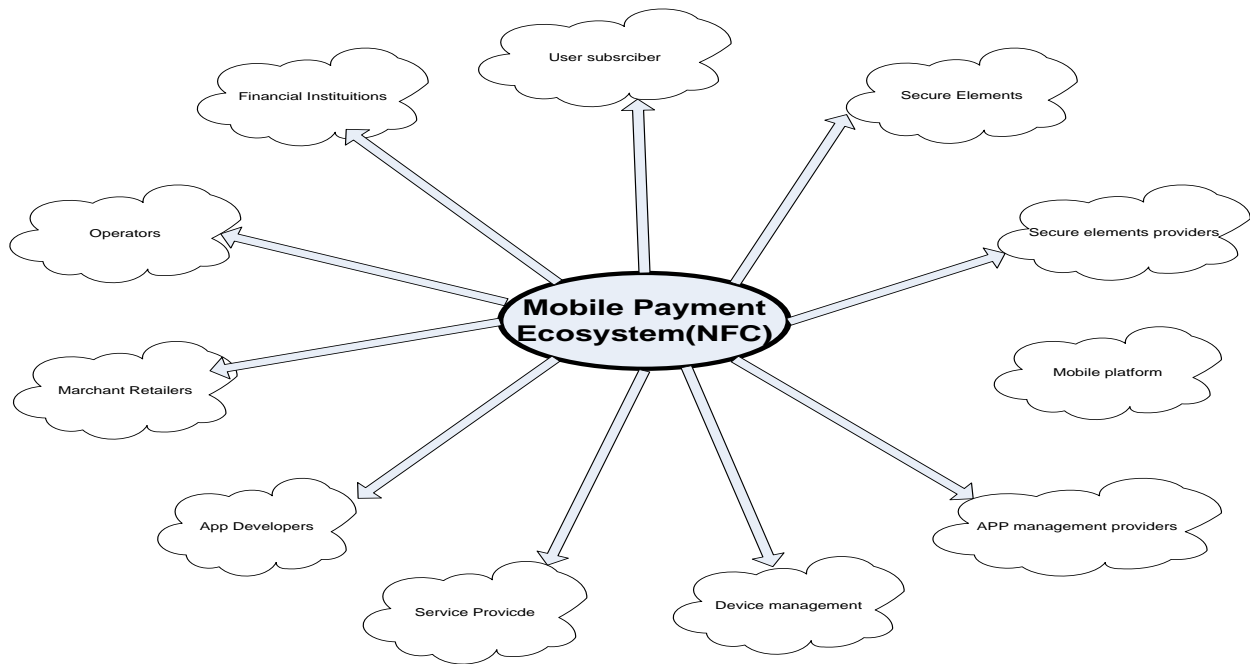 User subsrciber
Financial Instituitions
Secure Elements
Operators
Secure elements providers
Mobile Payment
Ecosystem(NFC)
Mobile platform
Marchant Retailers
App Developers
APP management providers
Service Provicde
Device management